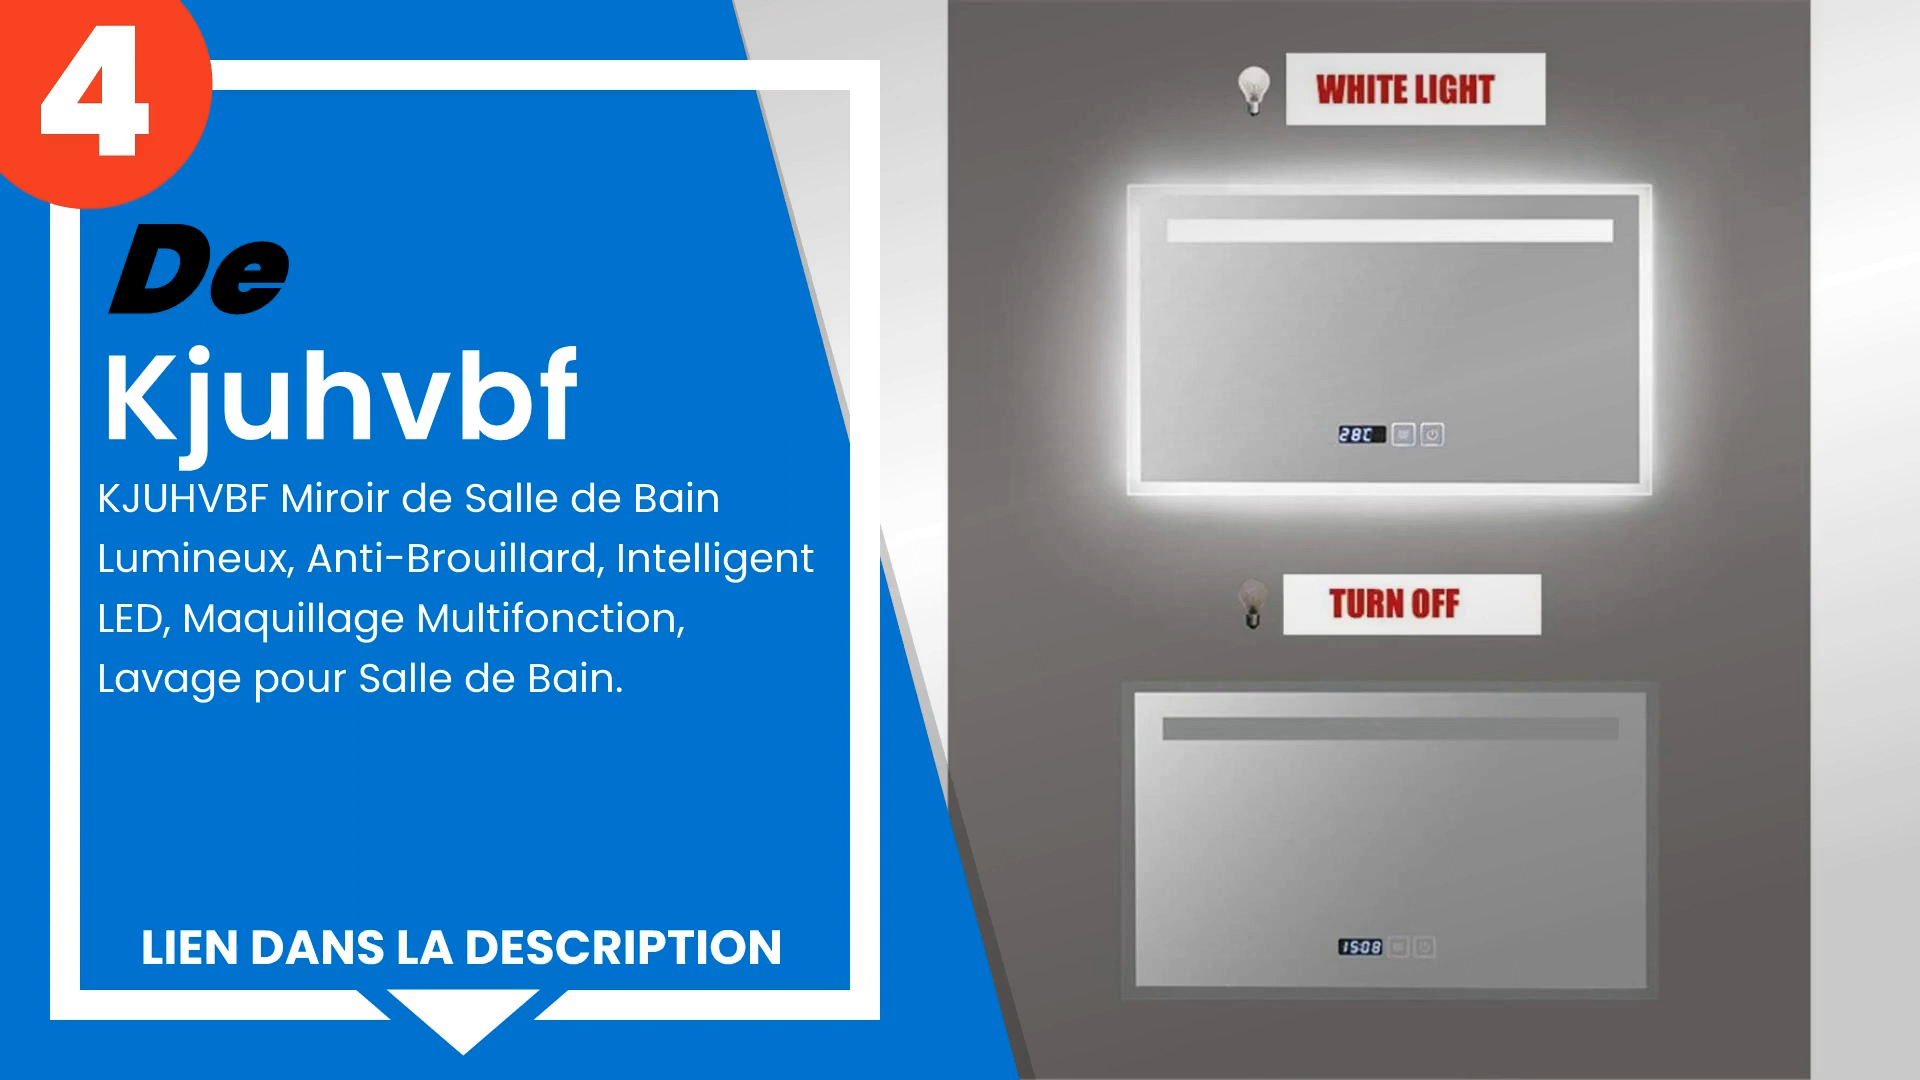 4
De
Kjuhvbf
KJUHVBF Miroir de Salle de Bain
Lumineux, Anti-Brouillard, Intelligent
LED, Maquillage Multifonction,
Lavage pour Salle de Bain.
LIEN DANS LA DESCRIPTION
WHITE LIGHT
28C
TURN OFF
15:08